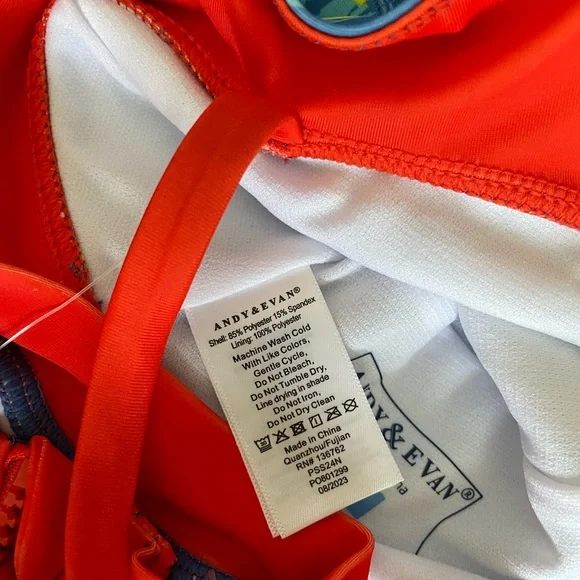 ANDY&EVAN®
Shell: 85% Polyester 15% Spandex
Lining: 100% Polyester
Machine Wash Cold
With Like Colors,
Gentle Cycle,
Do Not Bleach,
Do Not Tumble Dry,
Line drying in shade
Do Not Iron,
Do Not Dry Clean
Made in China
Quanzhou/Fujian
RN# 136762
PSS24N
PO801299
08/2023
ANDY&EVAN®